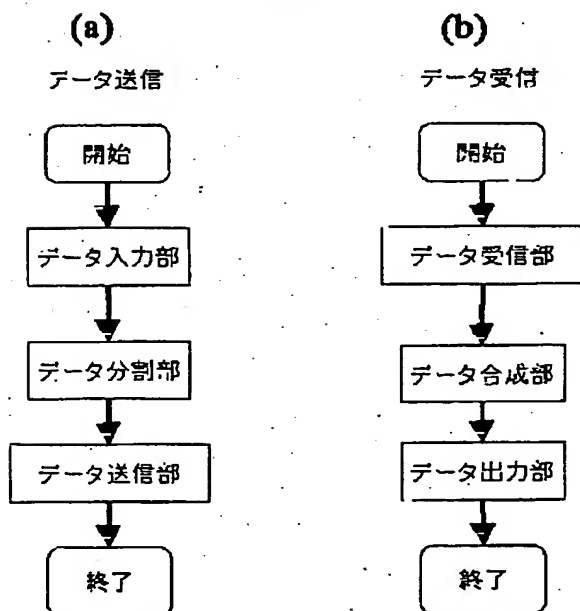 (a)
データ送信
開始
データ入力部
データ分割部
データ送信部
終了
(b)
データ受付
開始
データ受信部
データ合成部
データ出力部
終了